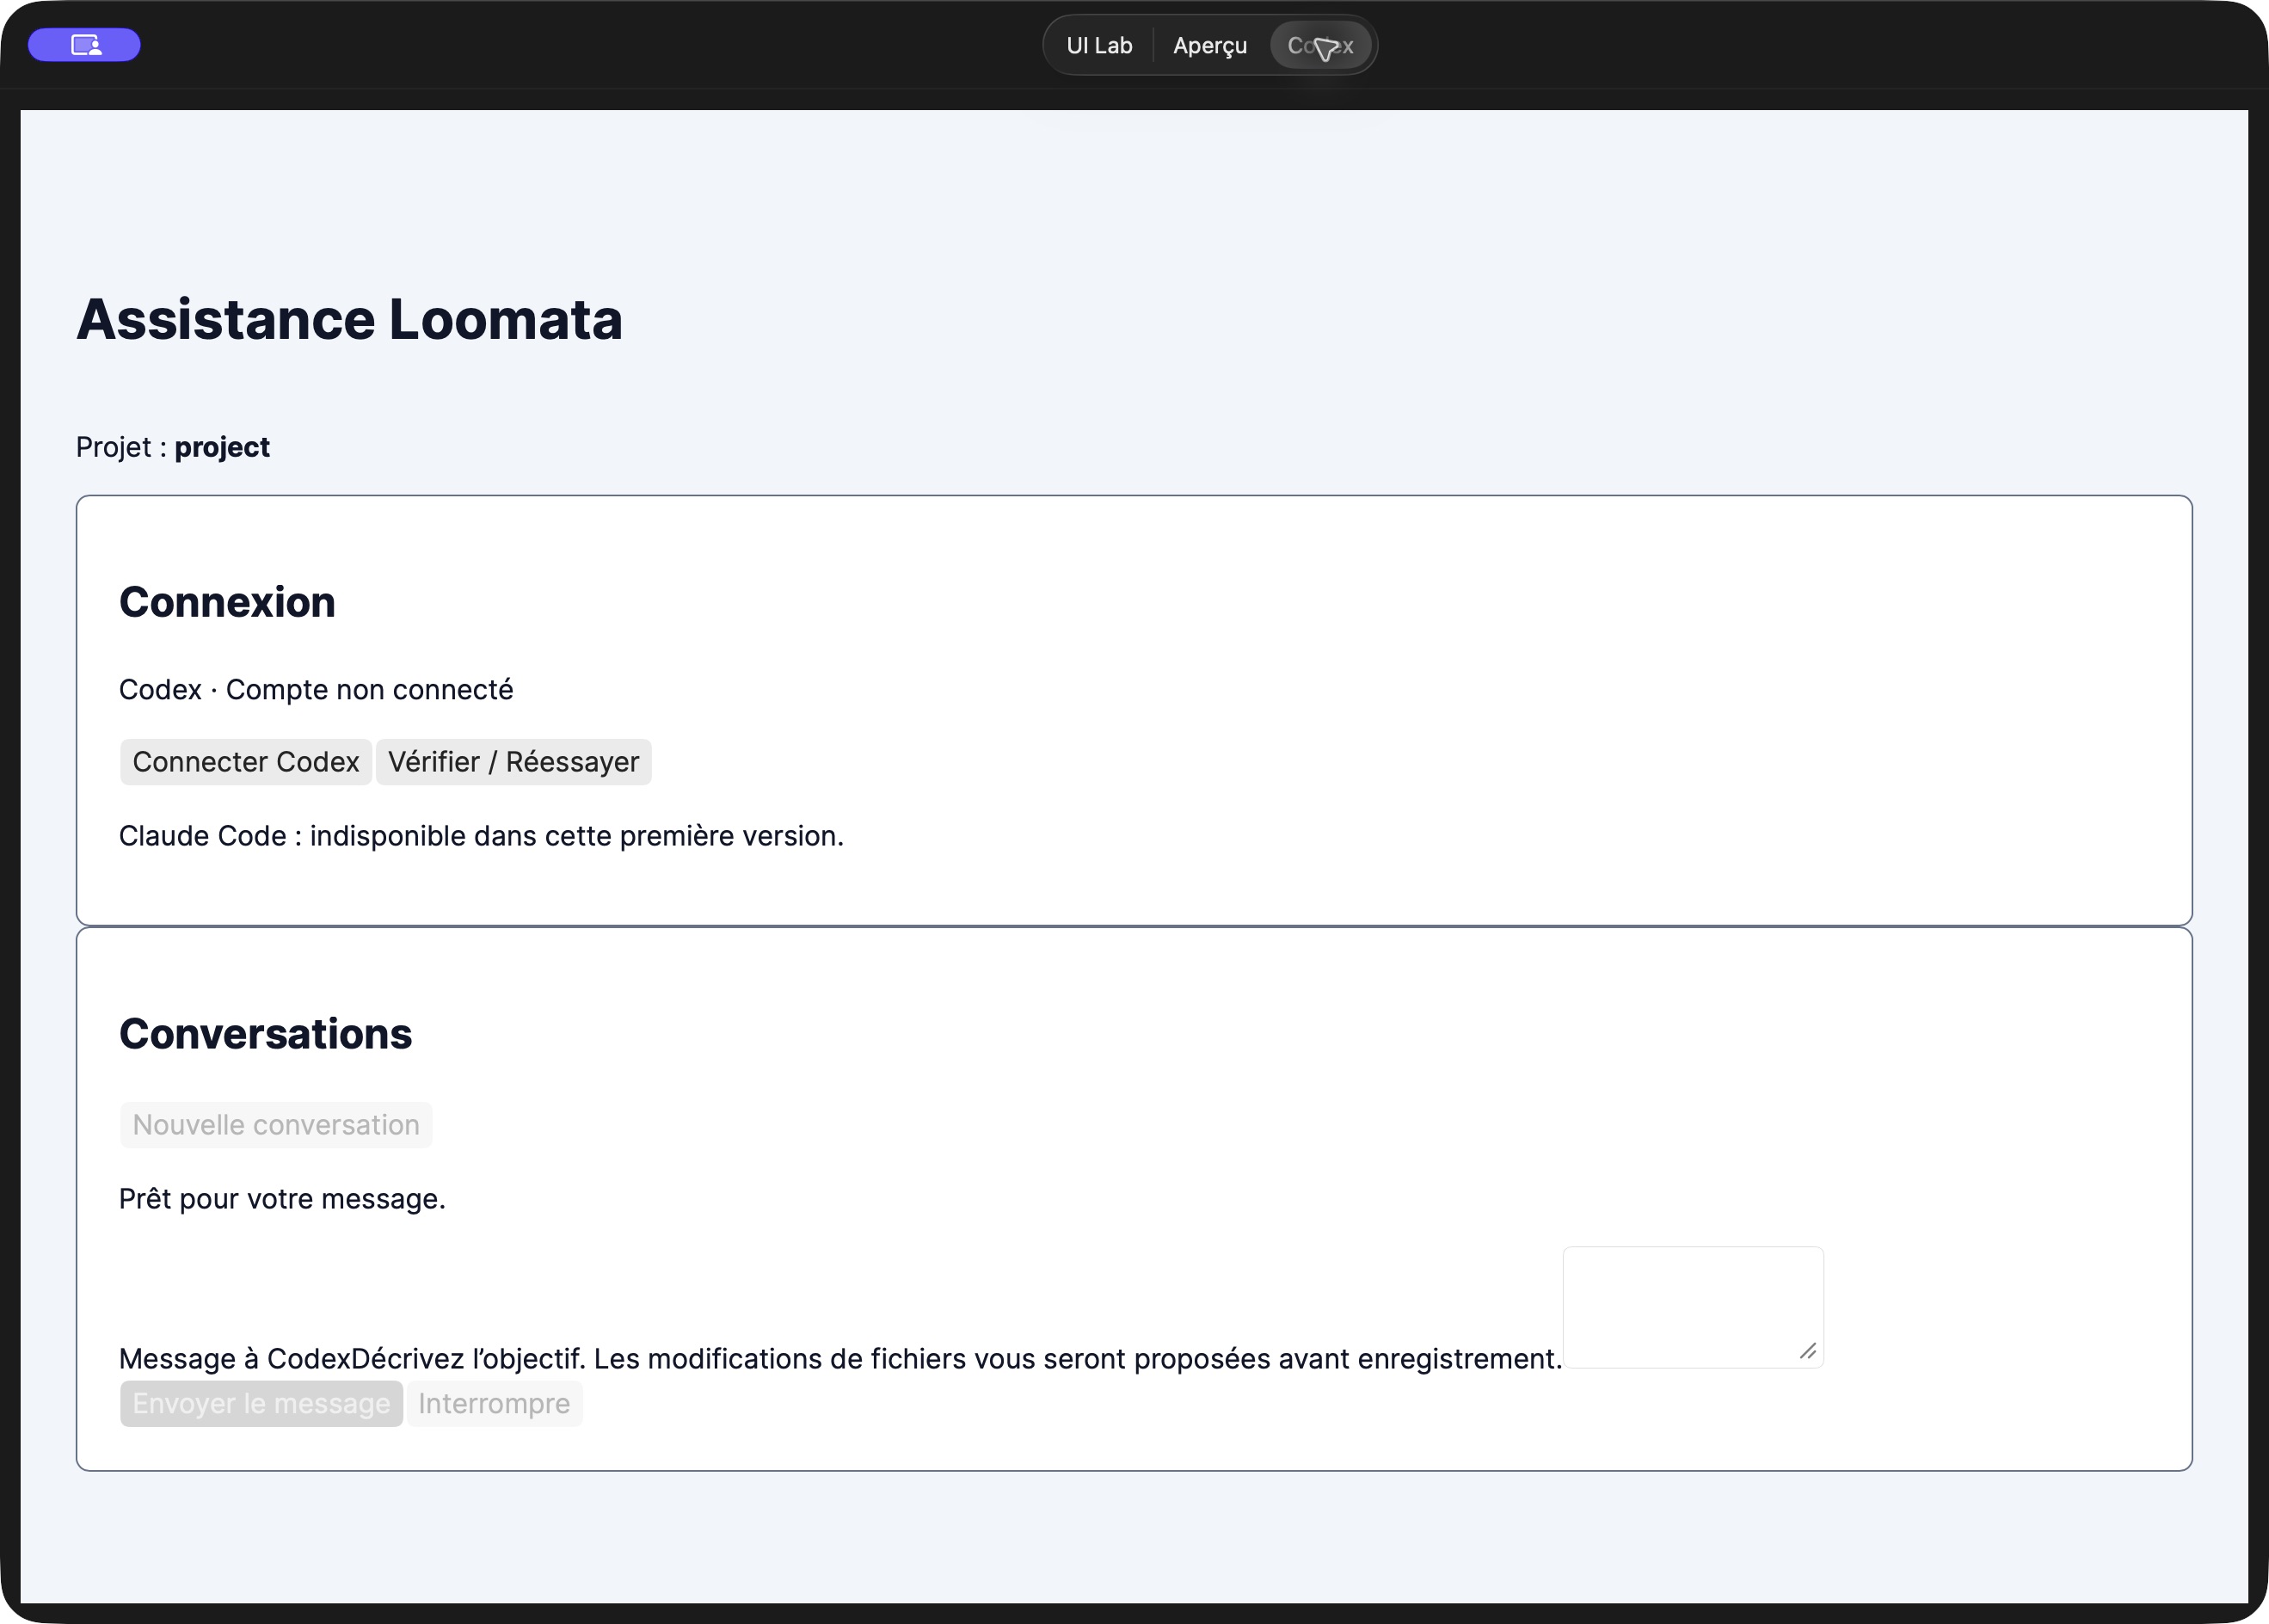 UI Lab
Aperçu
Codex
Assistance Loomata
Projet : project
Connexion
Codex · Compte non connecté
Connecter Codex
Vérifier / Réessayer
Claude Code : indisponible dans cette première version.
Conversations
Nouvelle conversation
Prêt pour votre message.
Message à CodexDécrivez l’objectif. Les modifications de fichiers vous seront proposées avant enregistrement.
Envoyer le message
Interrompre